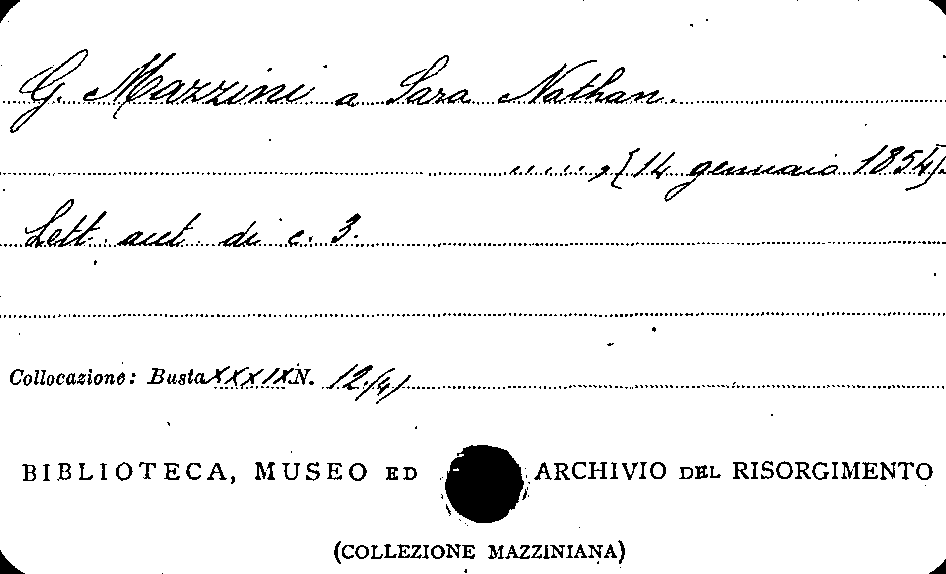 G. Mazzini a Sara Nathan.
....., [14 gennaio 1854].
Lett. aut. di c. 3.
Collocazione: Busta XXXIX N. 12(4)
BIBLIOTECA, MUSEO ED ARCHIVIO DEL RISORGIMENTO
(COLLEZIONE MAZZINIANA)